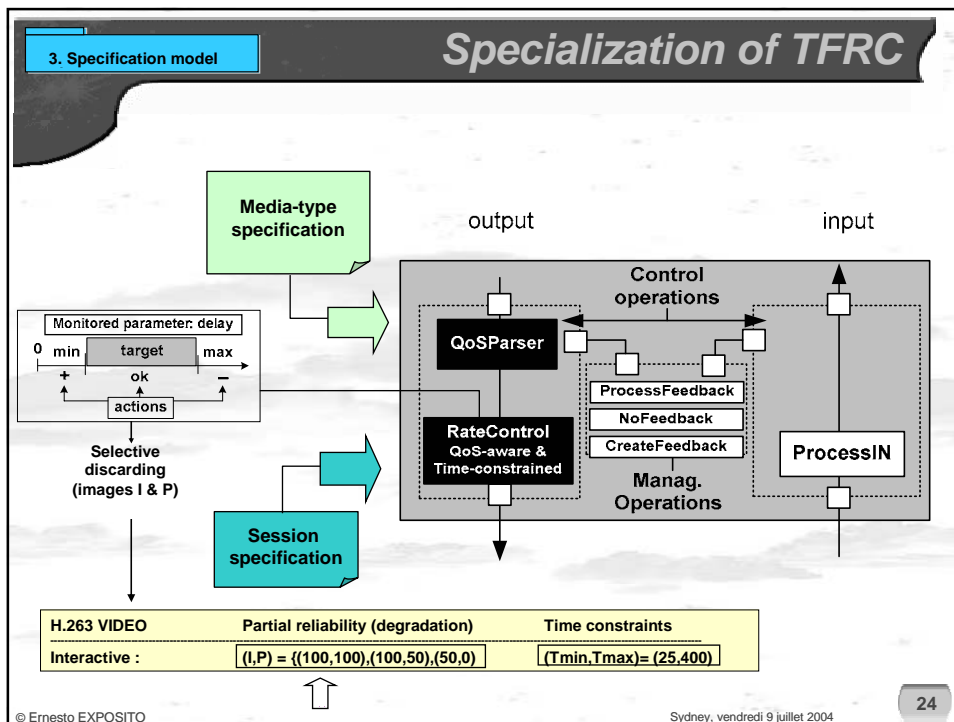 3. Specification model
Specialization of TFRC
Media-type
specification
output
input
Control
operations
Monitored parameter: delay
0 min target max
+ ok −
actions
QoSParser
ProcessFeedback
NoFeedback
CreateFeedback
RateControl
QoS-aware &
Time-constrained
ProcessIN
Manag.
Operations
Selective
discarding
(images I & P)
Session
specification
H.263 VIDEO Partial reliability (degradation) Time constraints
Interactive : (I,P) = {(100,100),(100,50),(50,0) (Tmin,Tmax)= (25,400)
© Ernesto EXPOSITO
Sydney, vendredi 9 juillet 2004
24